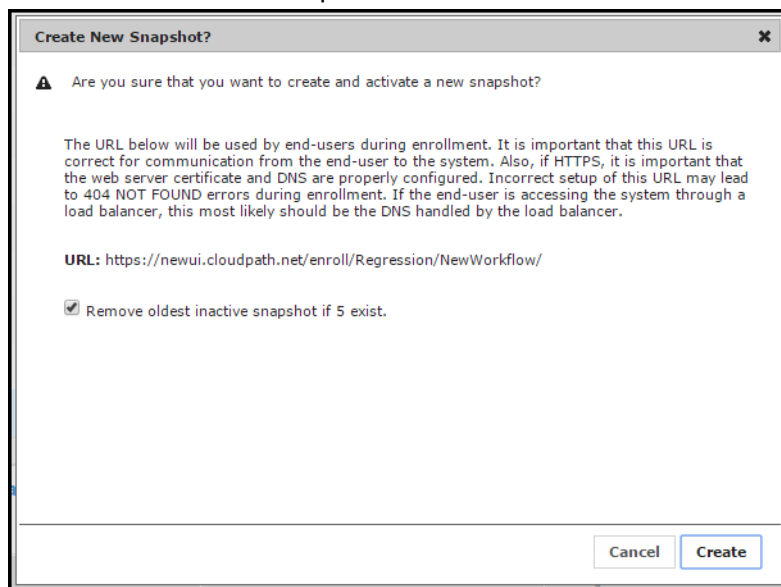 Create New Snapshot?
Are you sure that you want to create and activate a new snapshot?
The URL below will be used by end-users during enrollment. It is important that this URL is
correct for communication from the end-user to the system. Also, if HTTPS, it is important that
the web server certificate and DNS are properly configured. Incorrect setup of this URL may lead
to 404 NOT FOUND errors during enrollment. If the end-user is accessing the system through a
load balancer, this most likely should be the DNS handled by the load balancer.
URL: https://newui.cloudpath.net/enroll/Regression/NewWorkflow/
Remove oldest inactive snapshot if 5 exist.
Cancel Create